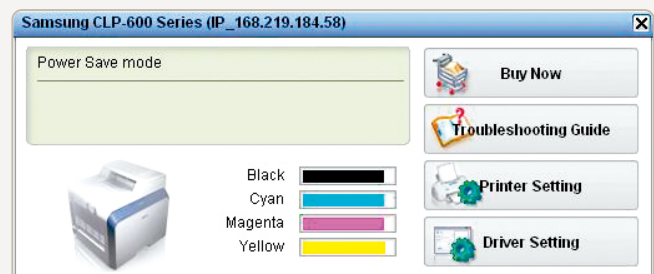 Samsung CLP-600 Series (IP_168.219.184.58)
Power Save mode
Buy Now
Troubleshooting Guide
Printer Setting
Driver Setting
Black
Cyan
Magenta
Yellow